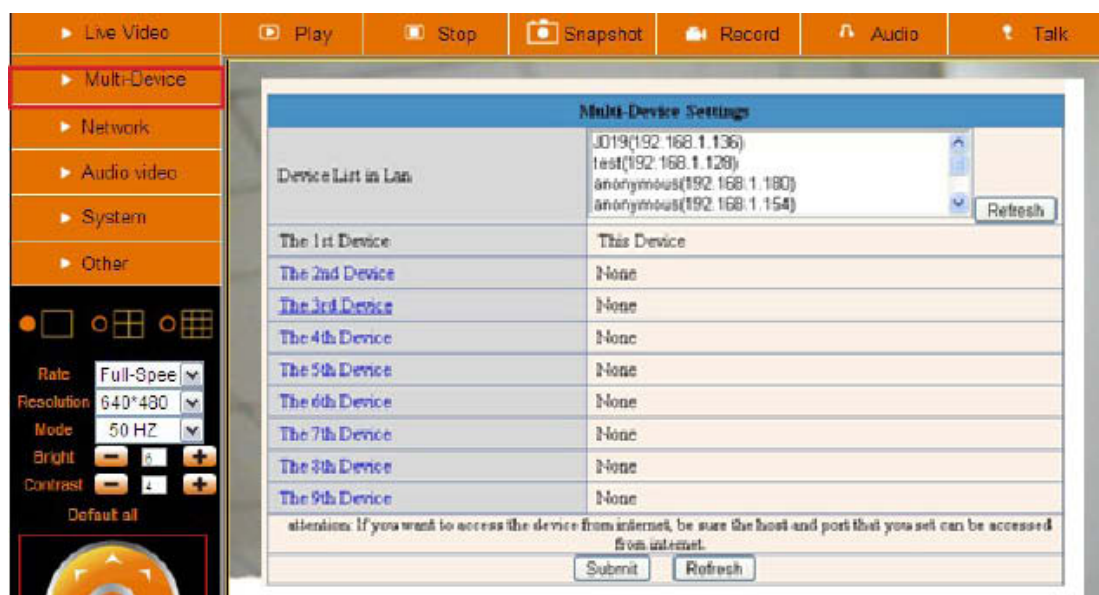 Live Video
Play
Stop
Snapshot
Record
Audio
Talk
Multi-Device
Network
Audio video
System
Other
Rate Full-Spee
Resolution 640*480
Mode 50 HZ
Bright 6
Contrast 4
Default all
Multi-Device Settings
Device List in Lan
J019(192.168.1.136)
test(192.168.1.128)
anonymous(192.168.1.180)
anonymous(192.168.1.154)
Refresh
The 1st Device This Device
The 2nd Device None
The 3rd Device None
The 4th Device None
The 5th Device None
The 6th Device None
The 7th Device None
The 8th Device None
The 9th Device None
attention: If you want to access the device from internet, be sure the host and port that you set can be accessed
from internet.
Submit Refresh